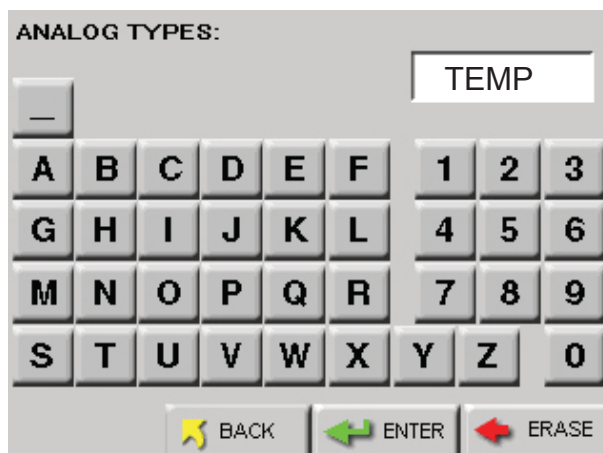 ANALOG TYPES:
TEMP
_
A B C D E F 1 2 3
G H I J K L 4 5 6
M N O P Q R 7 8 9
S T U V W X Y Z 0
BACK ENTER ERASE